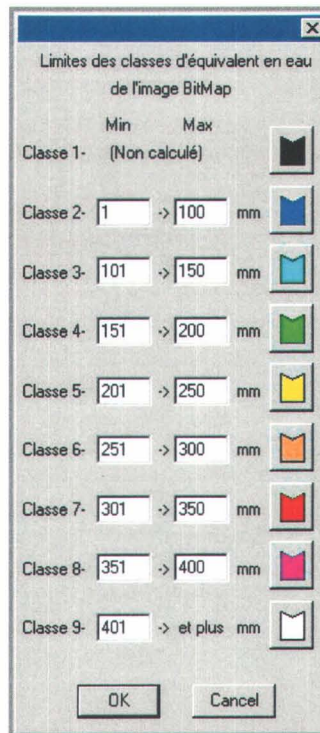 Limites des classes d'équivalent en eau
de l'image BitMap
Min Max
Classe 1- (Non calculé)
Classe 2- 1 -> 100 mm
Classe 3- 101 -> 150 mm
Classe 4- 151 -> 200 mm
Classe 5- 201 -> 250 mm
Classe 6- 251 -> 300 mm
Classe 7- 301 -> 350 mm
Classe 8- 351 -> 400 mm
Classe 9- 401 -> et plus mm
OK Cancel